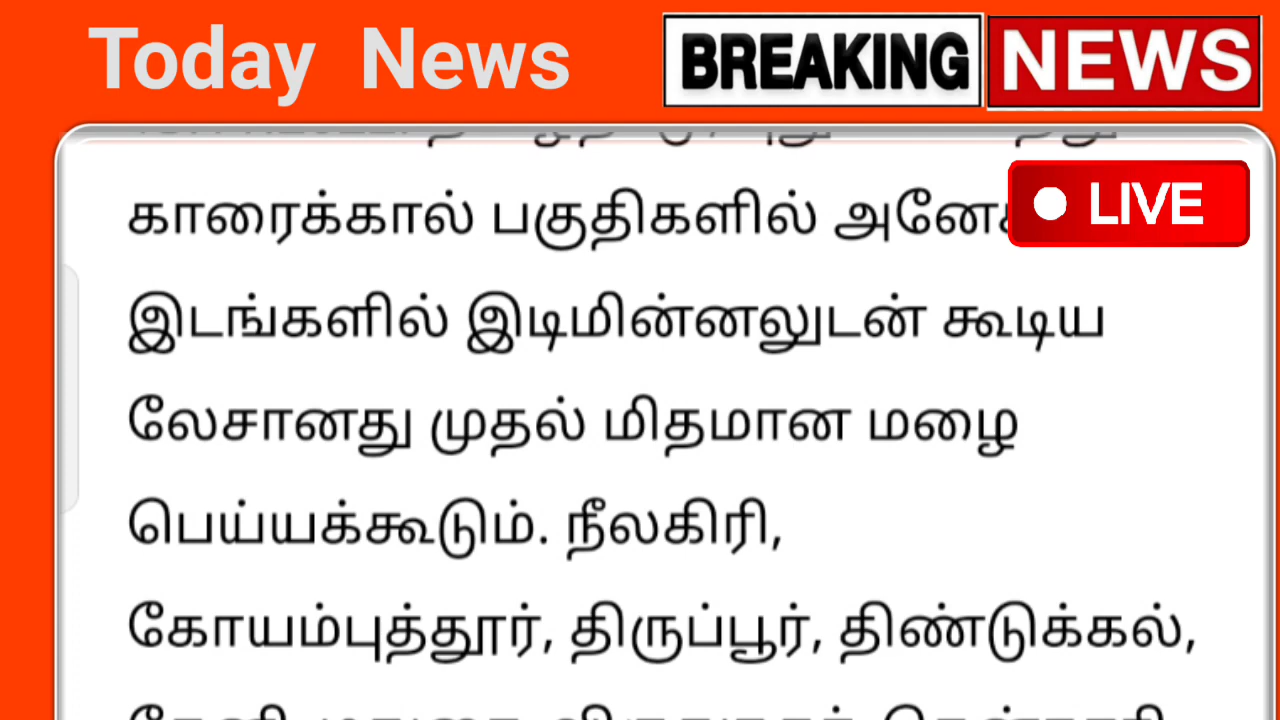 Today News
BREAKING NEWS
LIVE
காரைக்கால் பகுதிகளில்
இடங்களில் இடிமின்னலுடன் கூடிய
லேசானது முதல் மிதமான மழை
பெய்யக்கூடும். நீலகிரி,
கோயம்புத்தூர், திருப்பூர், திண்டுக்கல்,